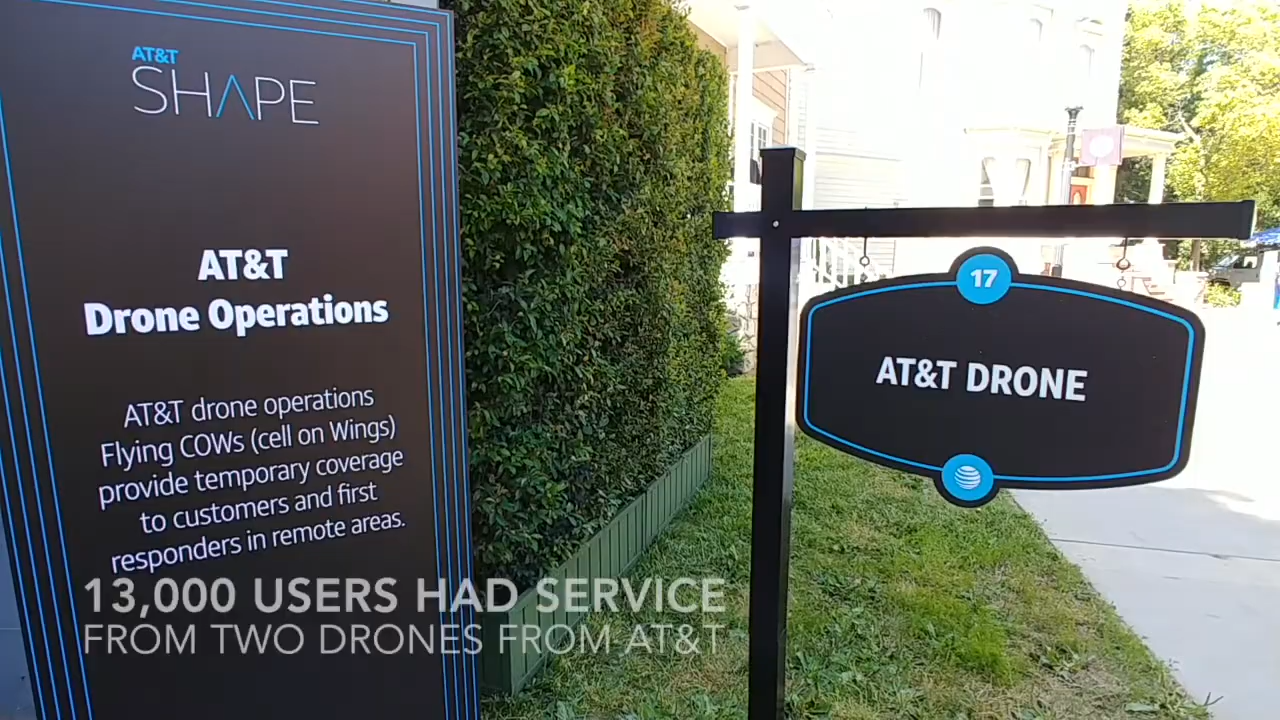 AT&T
SHAPE
AT&T
Drone Operations
AT&T drone operations
Flying COWs (cell on Wings)
provide temporary coverage
to customers and first
responders in remote areas.
17
AT&T DRONE
13,000 USERS HAD SERVICE
FROM TWO DRONES FROM AT&T